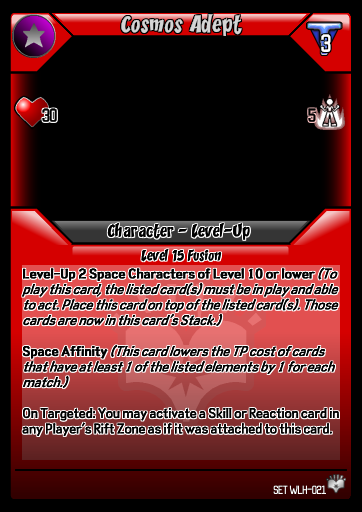 Cosmos Adept
3
30
5
Character - Level-Up
Level 15 Fusion
Level-Up 2 Space Characters of Level 10 or lower (To
play this card, the listed card(s) must be in play and able
to act. Place this card on top of the listed card(s). Those
cards are now in this card's Stack.)
Space Affinity (This card lowers the TP cost of cards
that have at least 1 of the listed elements by 1 for each
match.)
On Targeted: You may activate a Skill or Reaction card in
any Player's Rift Zone as if it was attached to this card.
SET WLH-021